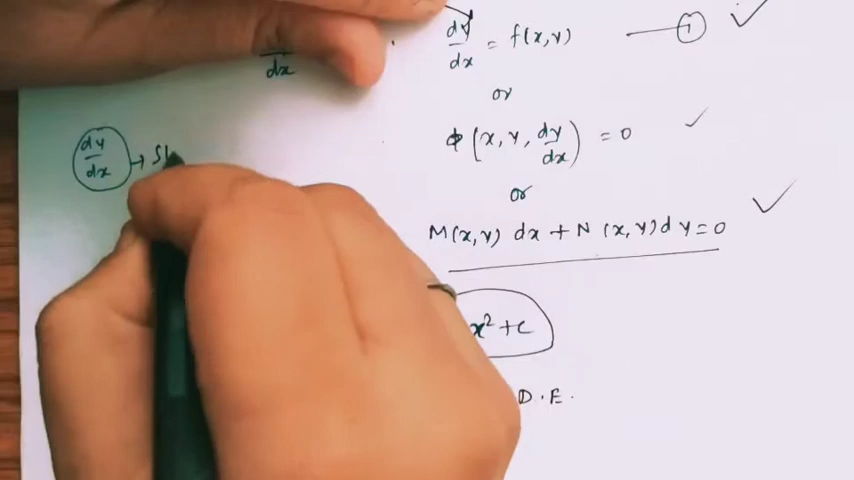 dy/dx = f(x,y) — 1
dx
or
ϕ(x, y, dy/dx) = 0
dy/dx →
or
M(x,y) dx + N (x,y) dy = 0
x² + c
D.E.